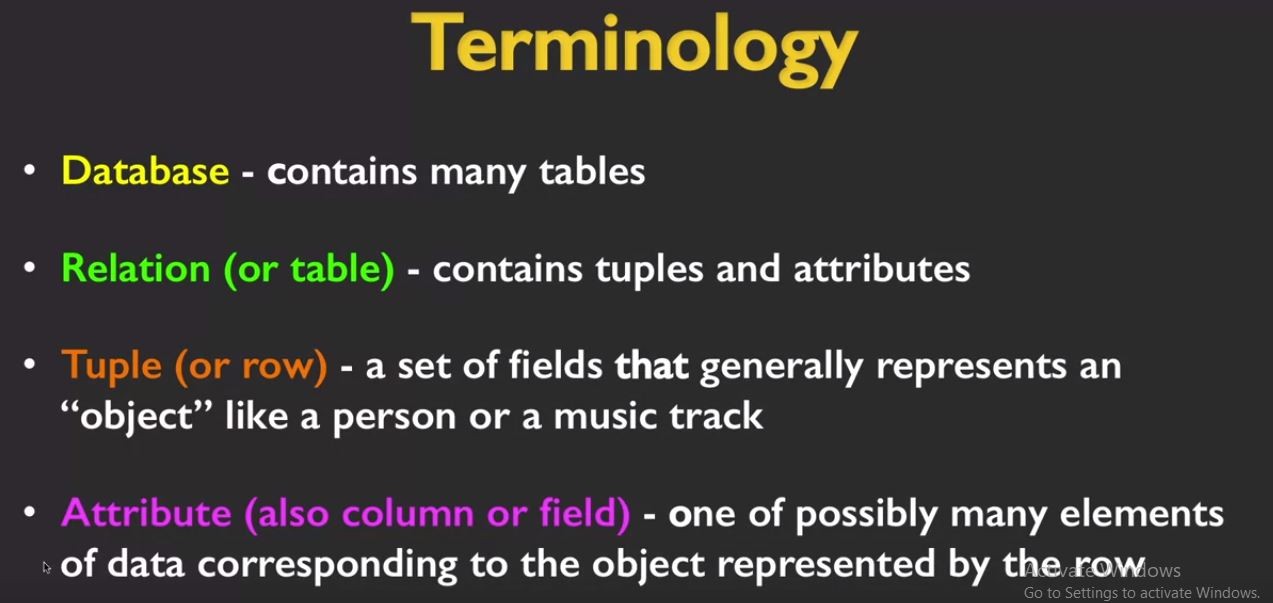 Terminology
• Database - contains many tables
• Relation (or table) - contains tuples and attributes
• Tuple (or row) - a set of fields that generally represents an
“object” like a person or a music track
• Attribute (also column or field) - one of possibly many elements
of data corresponding to the object represented by the row
Activate Windows
Go to Settings to activate Windows.